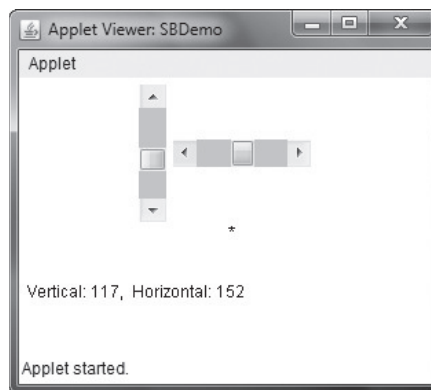 Applet Viewer: SBDemo
Applet
*
Vertical: 117, Horizontal: 152
Applet started.